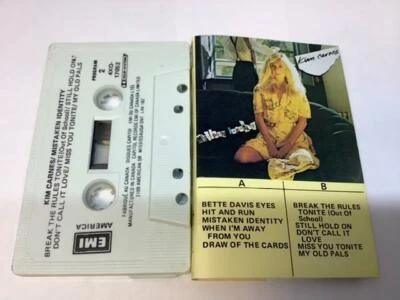 KIM CARNES/MISTAKEN IDENTITY
BREAK THE RULES TONITE(Out Of School)/STILL HOLD ON/
DON'T CALL IT LOVE/MISS YOU TONITE/MY OLD PALS
EMI
AMERICA
PROGRAM
2
4XO-
17052
kim carnes
A
BETTE DAVIS EYES
HIT AND RUN
MISTAKEN IDENTITY
WHEN I'M AWAY
FROM YOU
DRAW OF THE CARDS
B
BREAK THE RULES
TONITE (Out Of
School)
STILL HOLD ON
DON'T CALL IT
LOVE
MISS YOU TONITE
MY OLD PALS